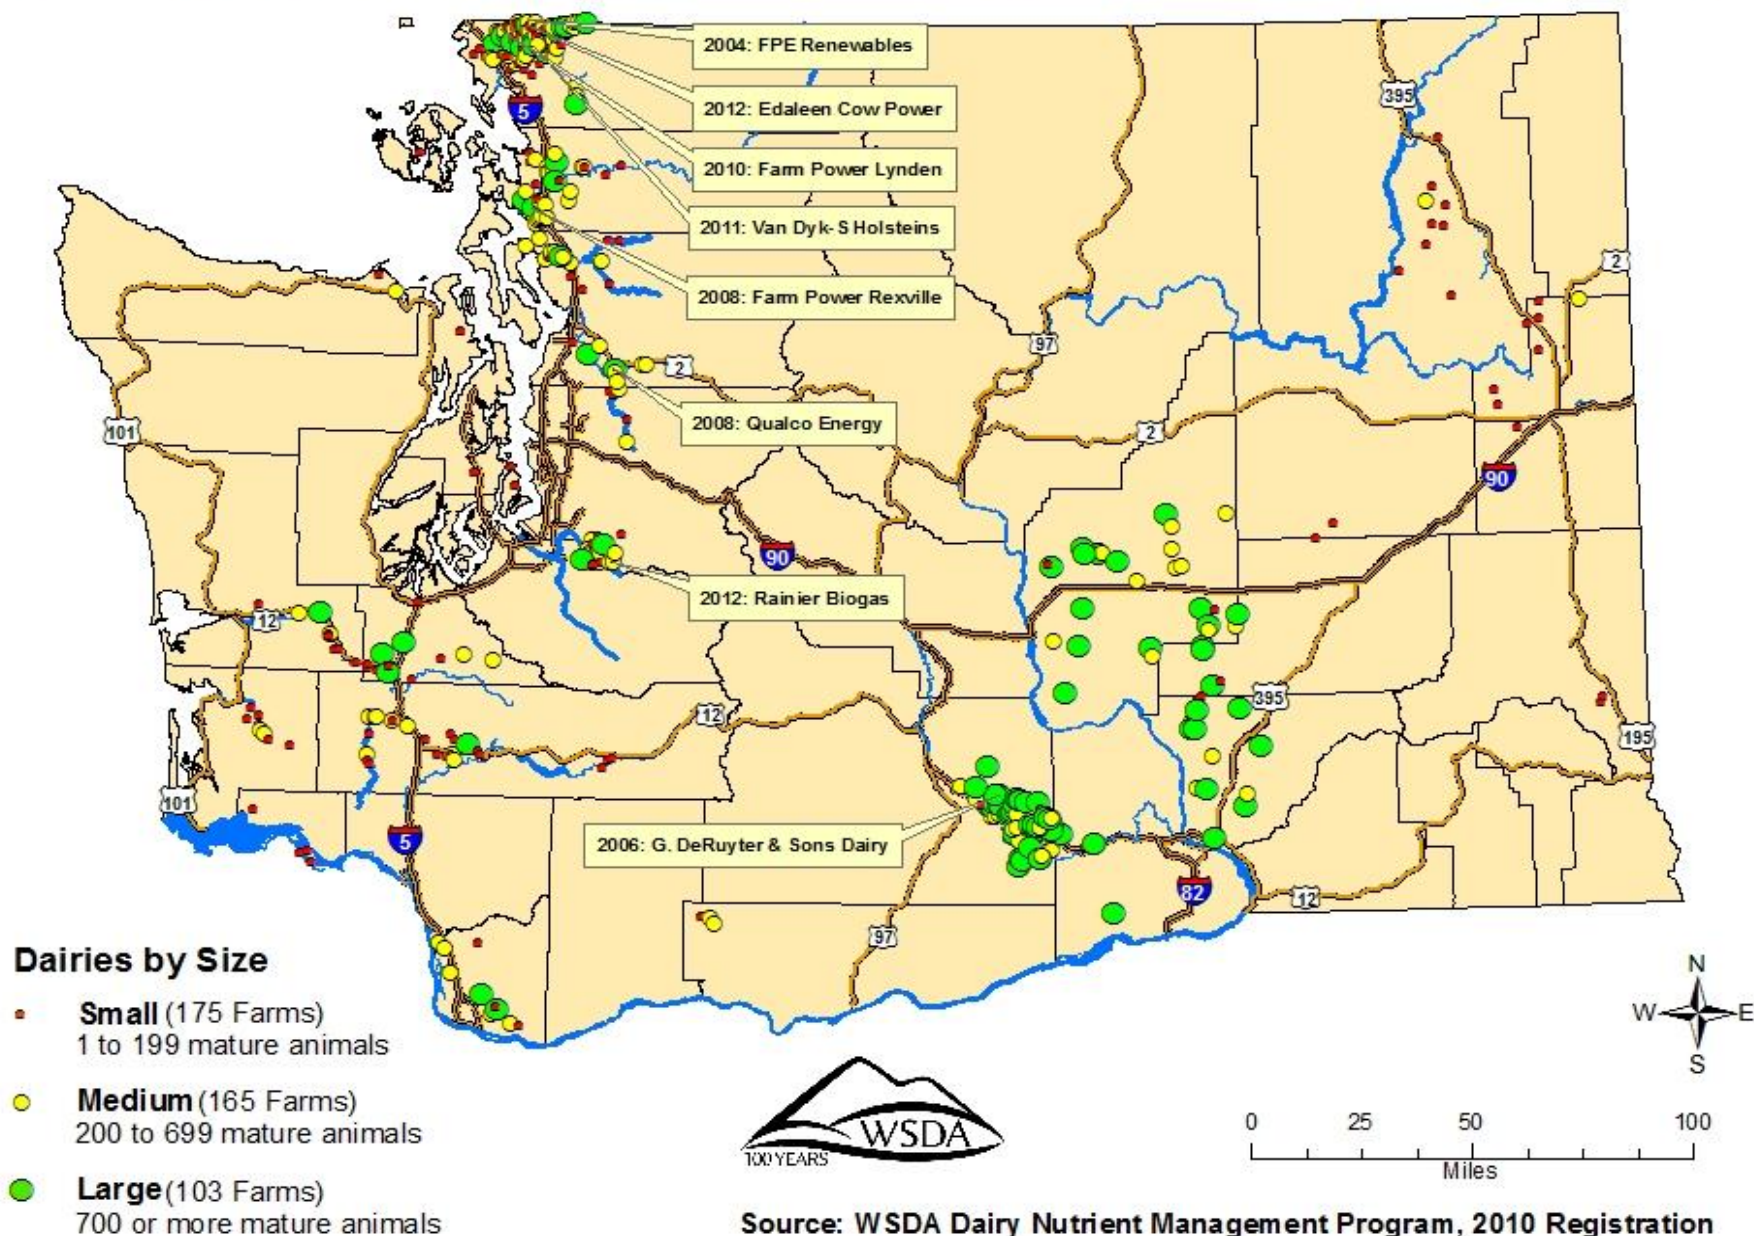 2004: FPE Renewables
5
2012: Edaleen Cow Power
395
2010: Farm Power Lynden
2011: Van Dyk-S Holsteins
2
2008: Farm Power Rexville
97
2
101
2008: Qualco Energy
2
90
90
2012: Rainier Biogas
12
395
12
195
101
5
2006: G. DeRuyter & Sons Dairy
82
12
97
Dairies by Size
Small (175 Farms)
1 to 199 mature animals
Medium (165 Farms)
200 to 699 mature animals
Large (103 Farms)
700 or more mature animals
N
W E
S
WSDA
100 YEARS
0 25 50 100
Miles
Source: WSDA Dairy Nutrient Management Program, 2010 Registration